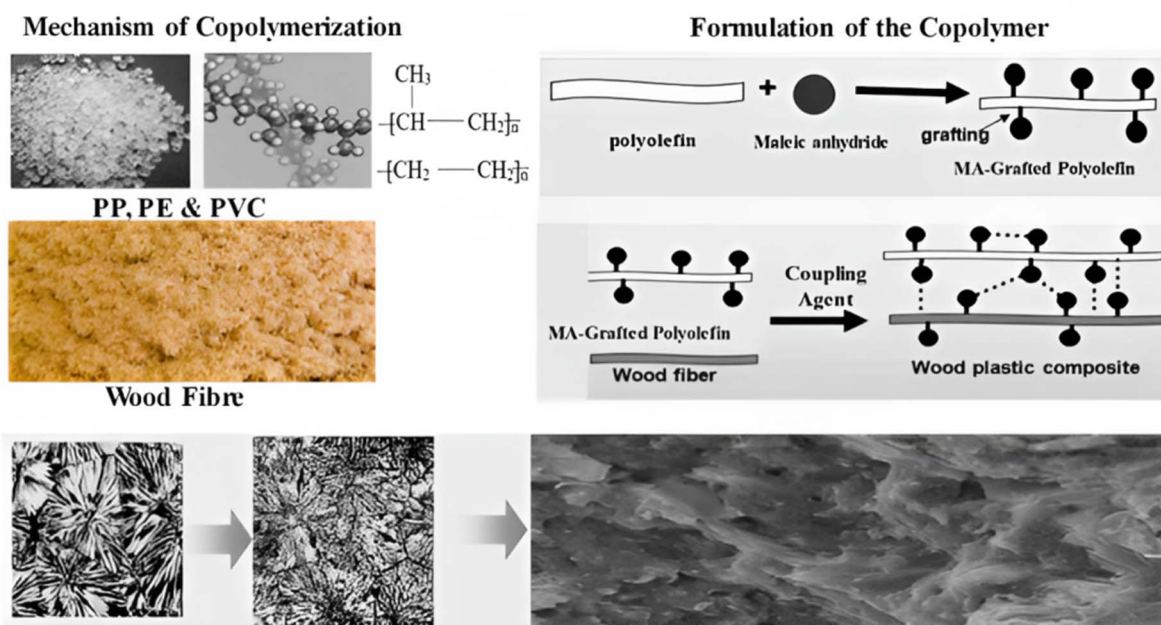 Mechanism of Copolymerization
CH₃
-[CH — CH₂]n
-[CH₂ — CH₂]n
PP, PE & PVC
Wood Fibre
Formulation of the Copolymer
+
polyolefin
Maleic anhydride
grafting
MA-Grafted Polyolefin
MA-Grafted Polyolefin
Wood fiber
Coupling
Agent
Wood plastic composite